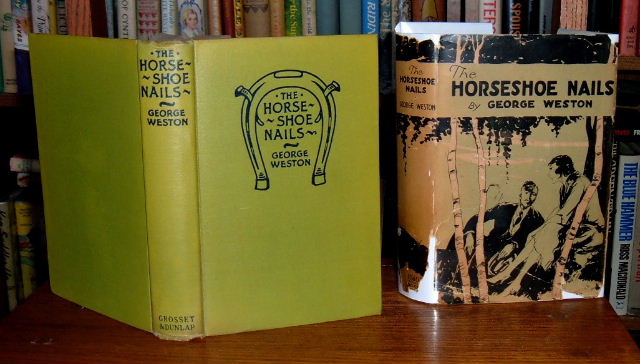 · THE ·
HORSE~
~SHOE
NAILS~
~
GEORGE
WESTON
GROSSET
& DUNLAP
· THE ·
HORSE~
~SHOE
NAILS~
GEORGE
WESTON
The
HORSESHOE
NAILS
GEORGE WESTON
The
HORSESHOE NAILS
By GEORGE WESTON
THE BLUE HAMMER
ROSS MACDONALD
RIDING